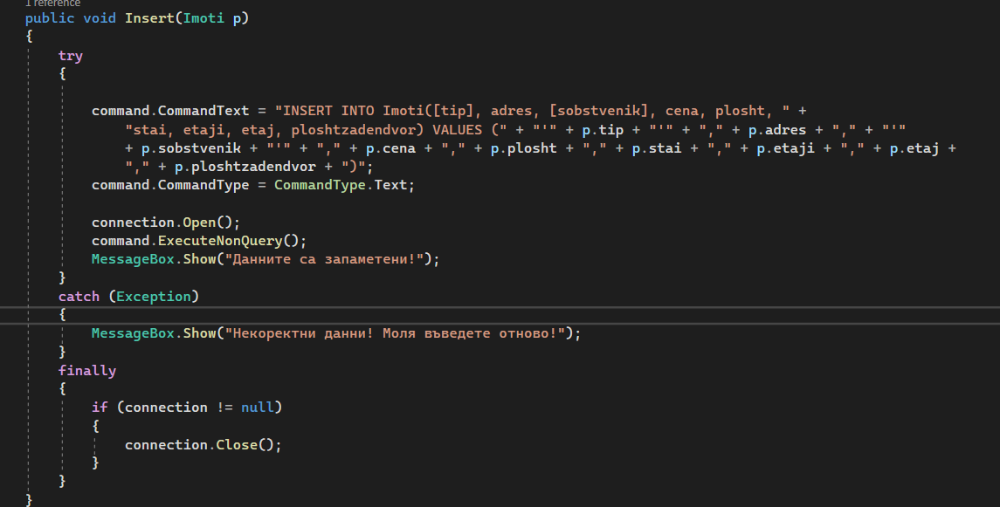 1 reference
public void Insert(Imoti p)
{
try
{
command.CommandText = "INSERT INTO Imoti([tip], adres, [sobstvenik], cena, plosht, " +
"stai, etaji, etaj, ploshtzadendvor) VALUES (" + "'" + p.tip + "'" + "," + p.adres + "," + "'"
+ p.sobstvenik + "'" + "," + p.cena + "," + p.plosht + "," + p.stai + "," + p.etaji + "," + p.etaj +
"," + p.ploshtzadendvor + ")";
command.CommandType = CommandType.Text;
connection.Open();
command.ExecuteNonQuery();
MessageBox.Show("Данните са запаметени!");
}
catch (Exception)
{
MessageBox.Show("Некоректни данни! Моля въведете отново!");
}
finally
{
if (connection != null)
{
connection.Close();
}
}
}